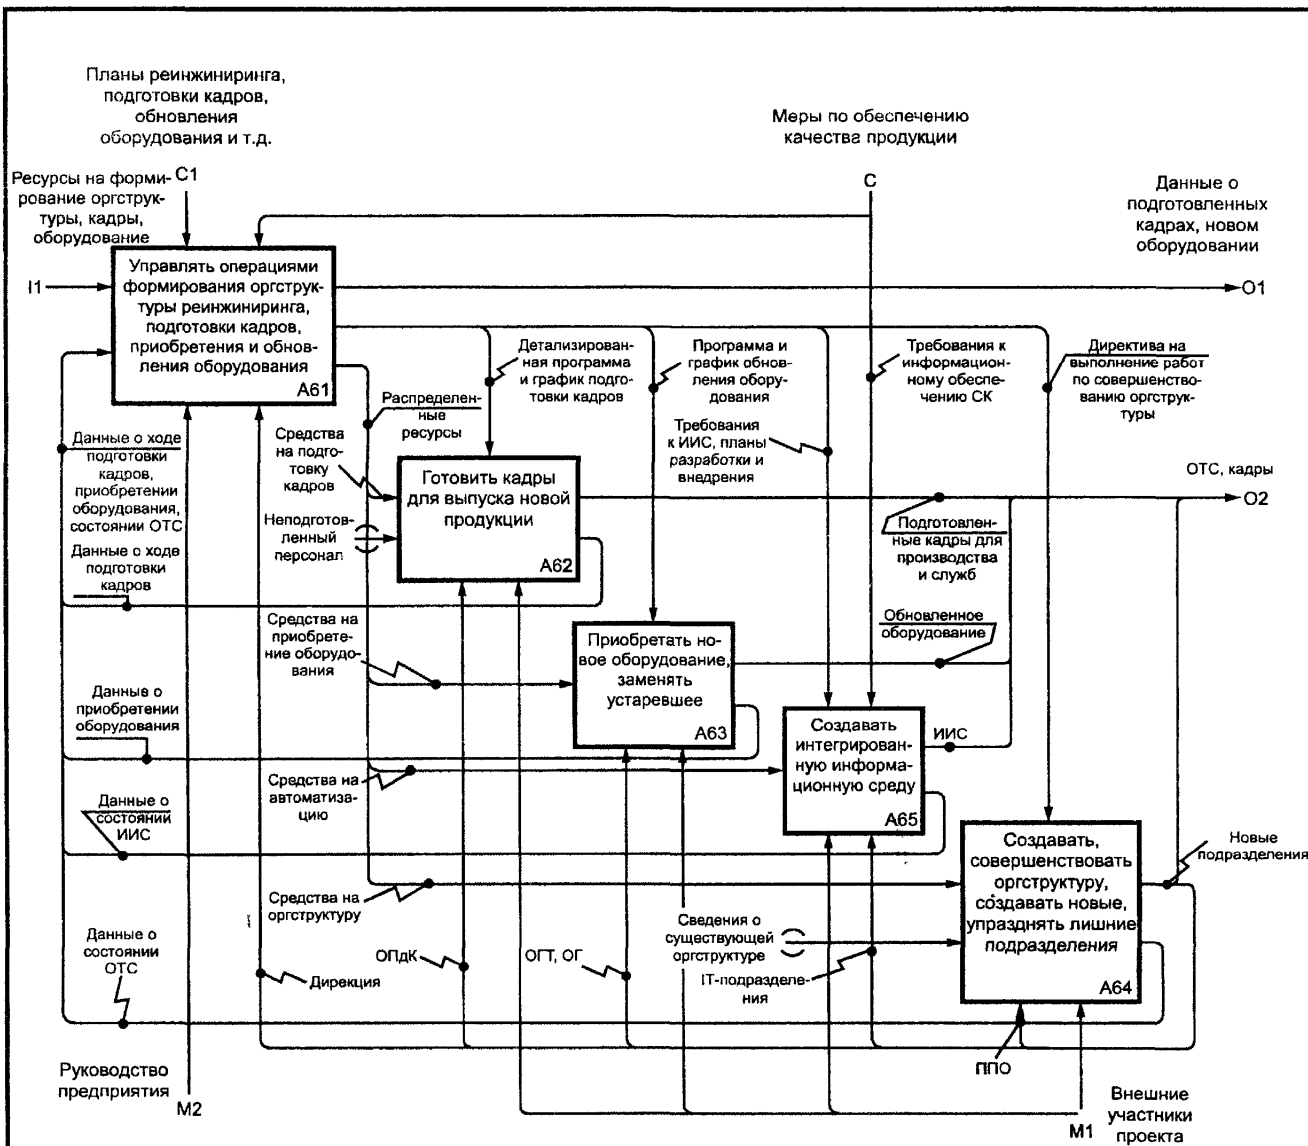 Планы реинжиниринга,
подготовки кадров,
обновления
оборудования и т.д.
Меры по обеспечению
качества продукции
C1
C
Ресурсы на форми-
рование оргструк-
туры, кадры,
оборудование
Данные о
подготовленных
кадрах, новом
оборудовании
I1
Управлять операциями
формирования оргструк-
туры реинжиниринга,
подготовки кадров,
приобретения и обнов-
ления оборудования
A61
O1
Детализирован-
ная программа
и график подго-
товки кадров
Программа и
график обнов-
ления обору-
дования
Требования к
информацион-
ному обеспе-
чению СК
Директива на
выполнение работ
по совершенство-
ванию оргструк-
туры
Распределен-
ные
ресурсы
Средства
на подго-
товку
кадров
Требования
к ИИС, планы
разработки и
внедрения
Данные о ходе
подготовки
кадров,
приобретении
оборудования,
состоянии ОТС
Готовить кадры
для выпуска новой
продукции
A62
ОТС, кадры
O2
Неподготов-
ленный
персонал
Подготовлен-
ные кадры для
производства
и служб
Данные о ходе
подготовки
кадров
Обновленное
оборудование
Средства на
приобрете-
ние оборудо-
вания
Приобретать но-
вое оборудование,
заменять
устаревшее
A63
Данные о
приобретении
оборудования
Создавать
интегрирован-
ную информа-
ционную среду
A65
ИИС
Средства на
автоматиза-
цию
Данные о
состоянии
ИИС
Создавать,
совершенствовать
оргструктуру,
создавать новые,
упразднять лишние
подразделения
A64
Новые
подразделения
Средства на
оргструктуру
Сведения о
существующей
оргструктуре
Данные о
состоянии
ОТС
ОПдК
ОГТ, ОГ
Дирекция
IT-подразделе-
ния
ППО
Руководство
предприятия
M2
M1
Внешние
участники
проекта